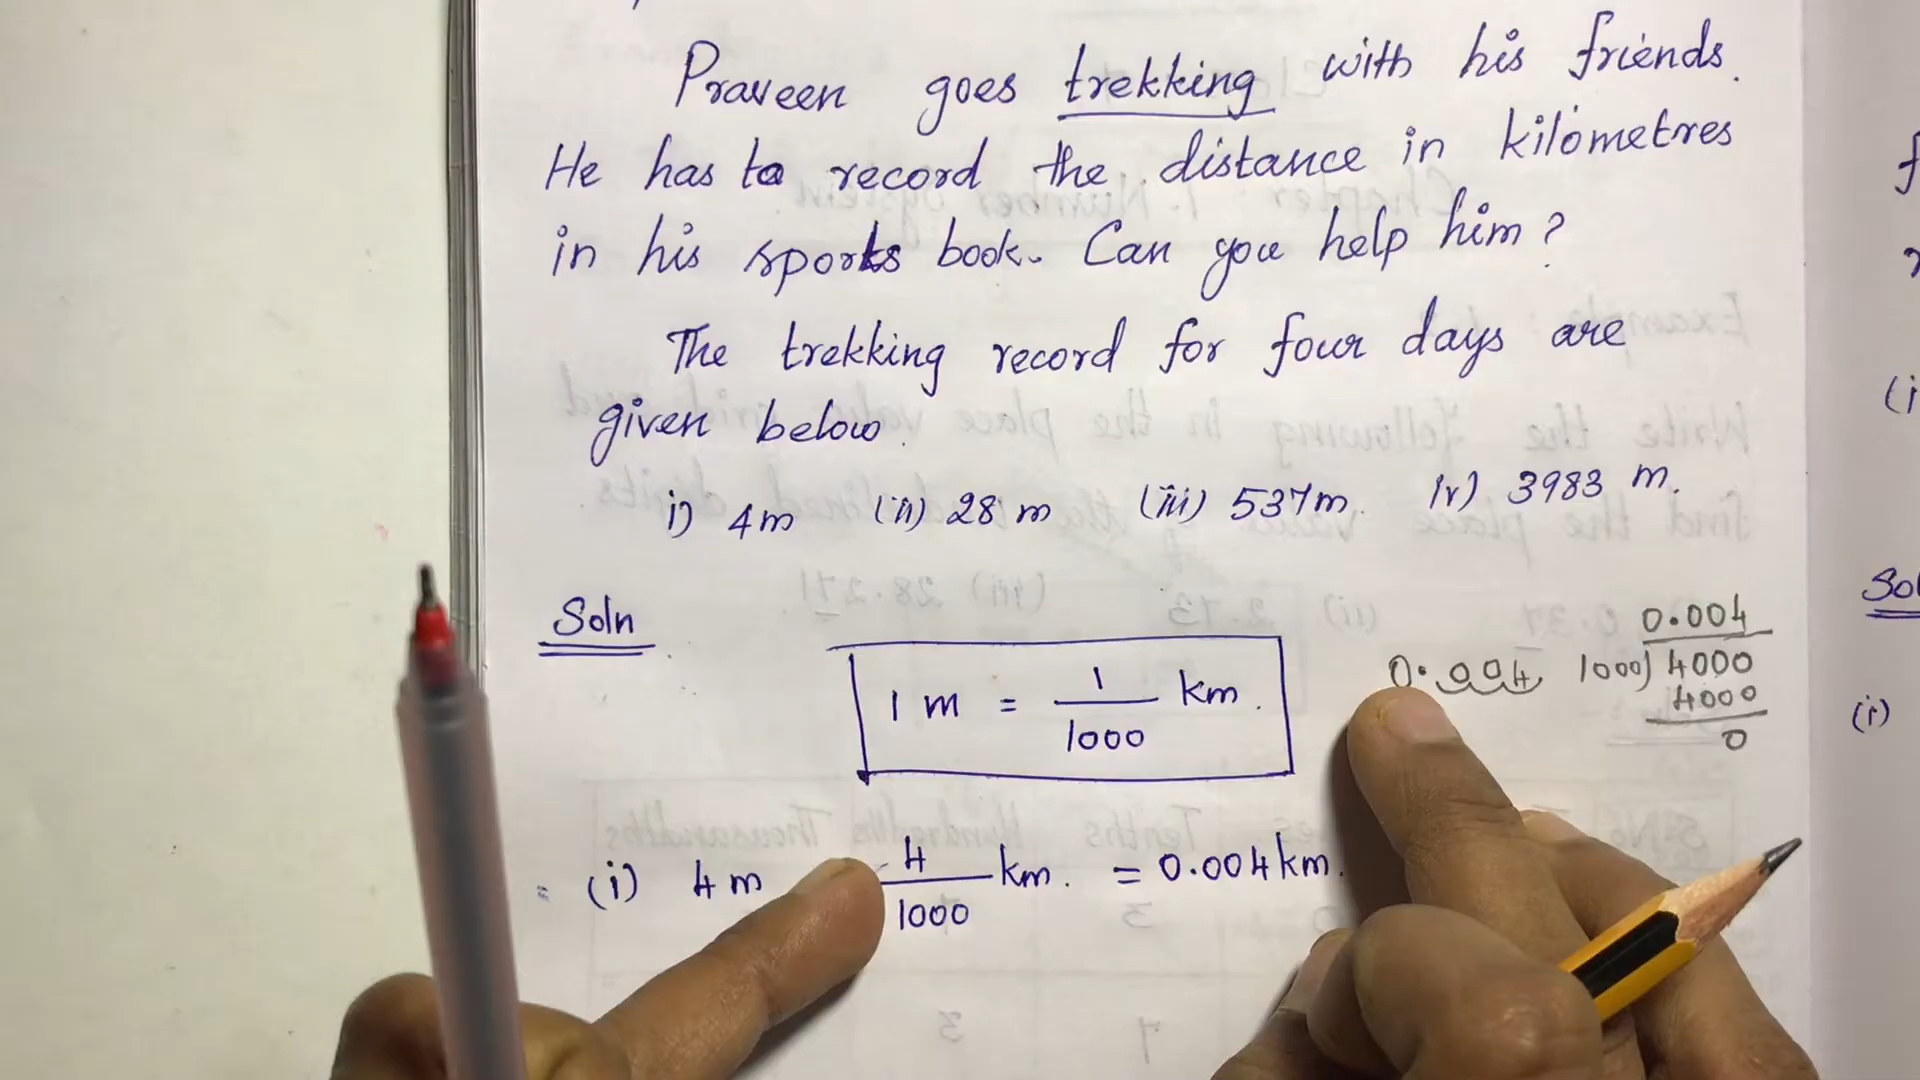 Praveen goes trekking with his friends.
He has to record the distance in kilometres
in his sports book. Can you help him?
The trekking record for four days are
given below.
i) 4m (ii) 28 m (iii) 537m. iv) 3983 m.
Soln
1 m = 1/1000 km.
0.004
0.004 1000) 4000
4000
0
= (i) 4m 4/1000 km. = 0.004 km.
Sol
(i)
(i)